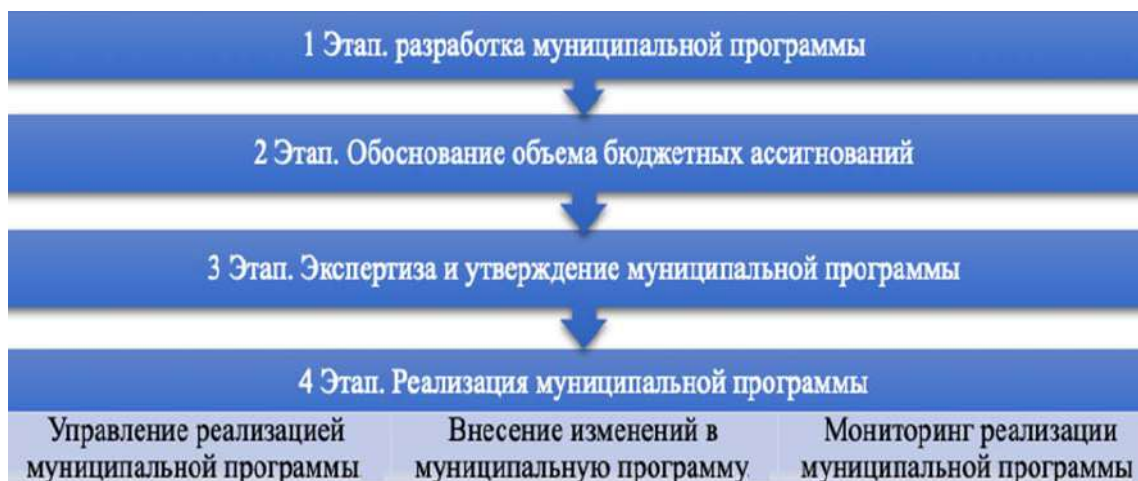 1 Этап. разработка муниципальной программы
2 Этап. Обоснование объема бюджетных ассигнований
3 Этап. Экспертиза и утверждение муниципальной программы
4 Этап. Реализация муниципальной программы
Управление реализацией
муниципальной программы
Внесение изменений в
муниципальную программу
Мониторинг реализации
муниципальной программы